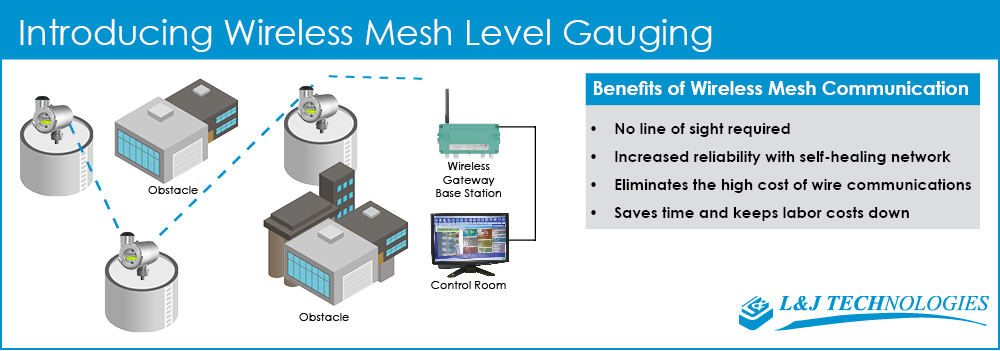 Introducing Wireless Mesh Level Gauging
Obstacle
Wireless
Gateway
Base Station
Control Room
Obstacle
Benefits of Wireless Mesh Communication
• No line of sight required
• Increased reliability with self-healing network
• Eliminates the high cost of wire communications
• Saves time and keeps labor costs down
L&J TECHNOLOGIES